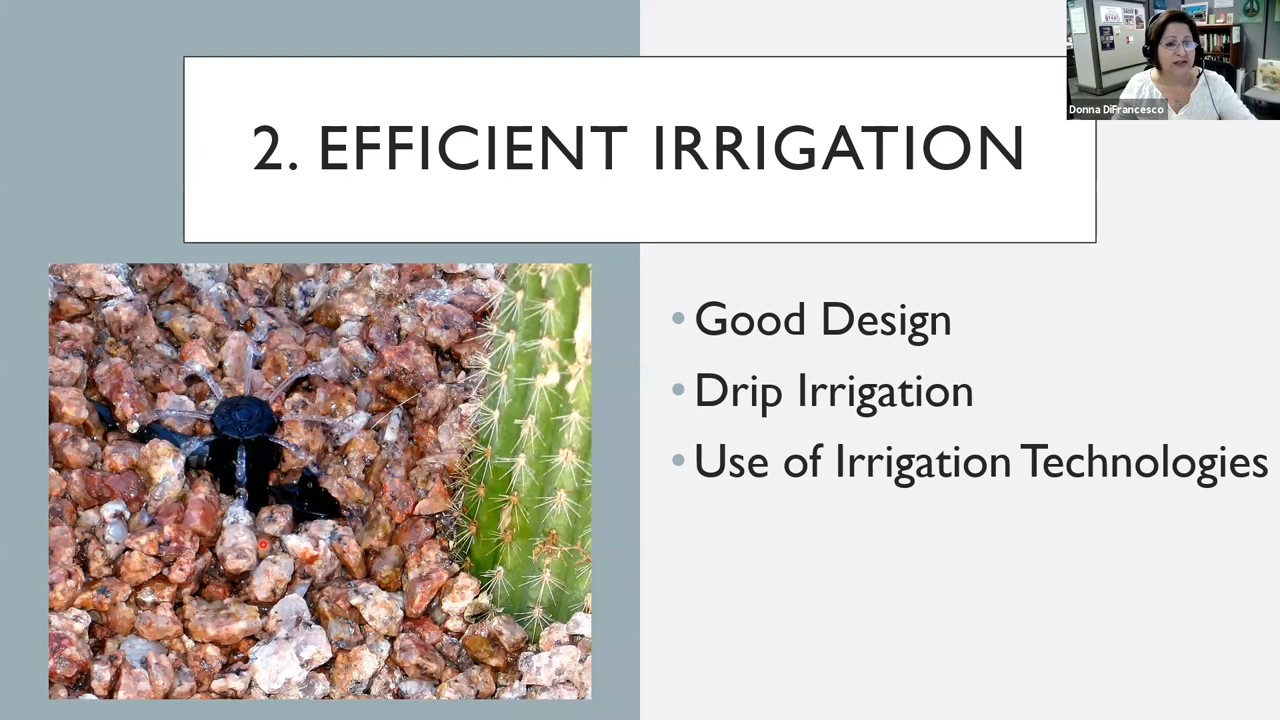 Donna DiFrancesco
2. EFFICIENT IRRIGATION
• Good Design
• Drip Irrigation
• Use of Irrigation Technologies